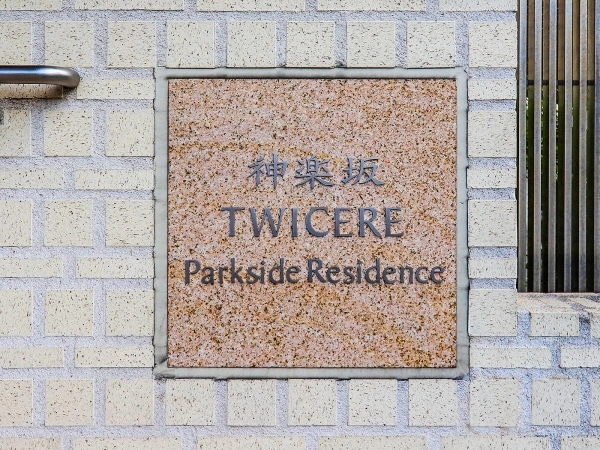 神楽坂
TWICERE
Parkside Residence